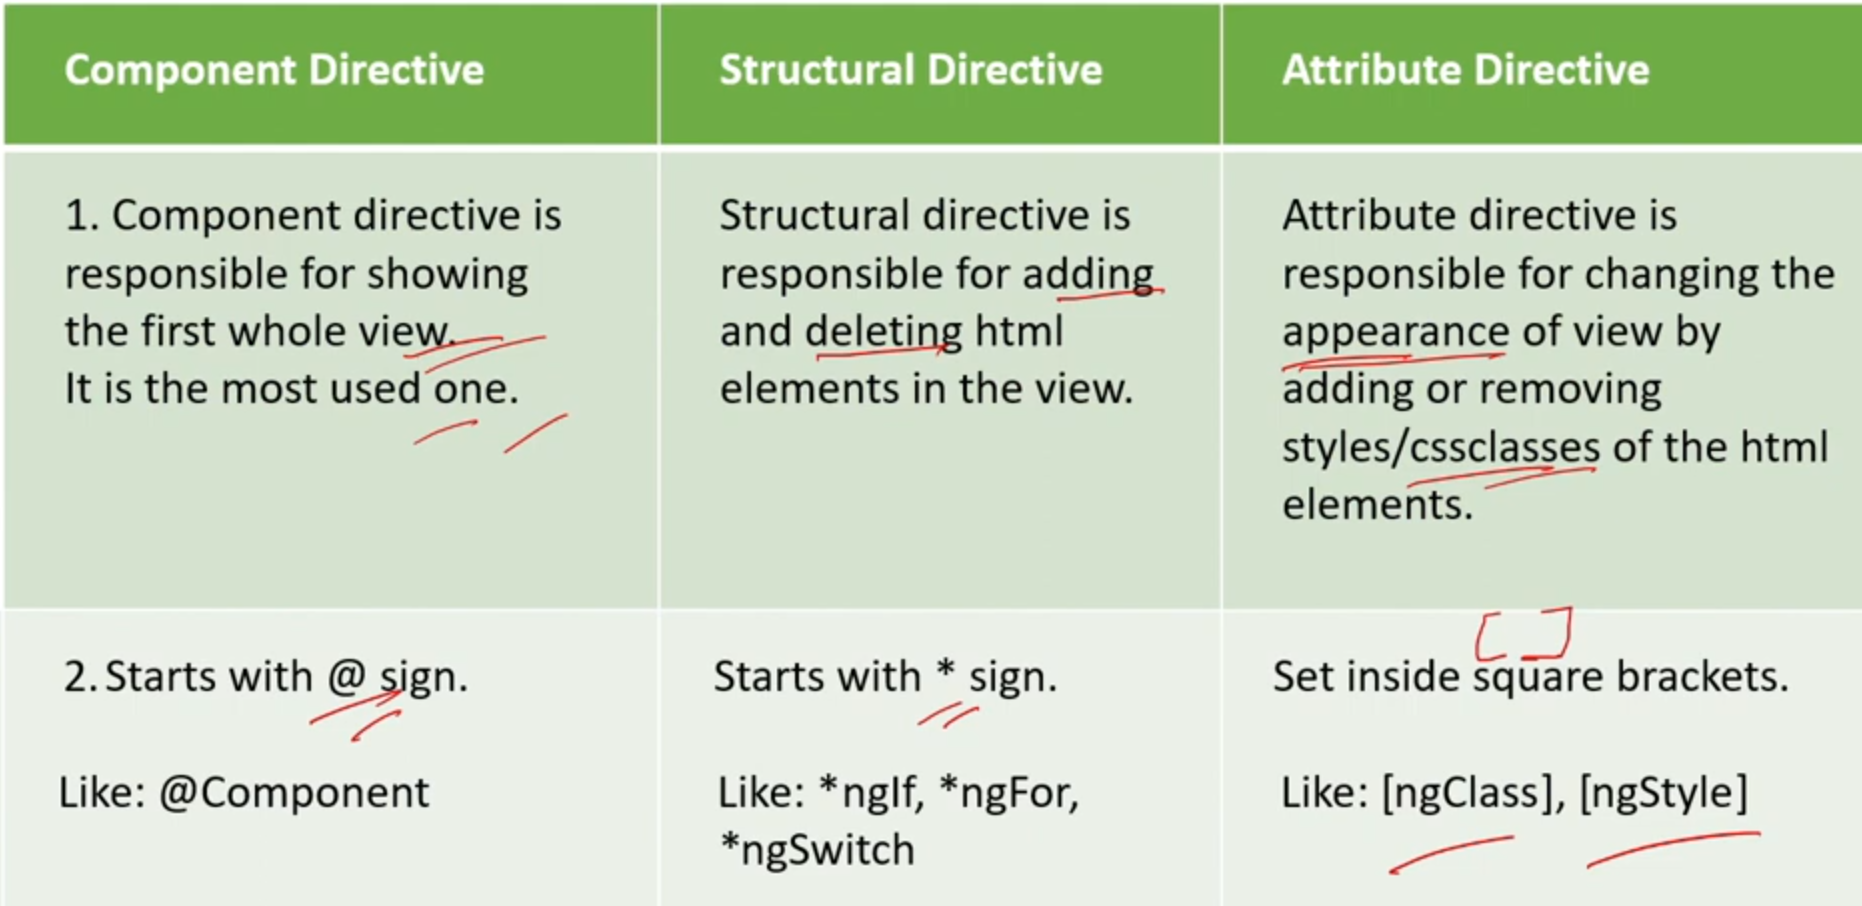 Component Directive
Structural Directive
Attribute Directive
1. Component directive is
responsible for showing
the first whole view.
It is the most used one.
Structural directive is
responsible for adding
and deleting html
elements in the view.
Attribute directive is
responsible for changing the
appearance of view by
adding or removing
styles/cssclasses of the html
elements.
2. Starts with @ sign.
Like: @Component
Starts with * sign.
Like: *ngIf, *ngFor,
*ngSwitch
[ ]
Set inside square brackets.
Like: [ngClass], [ngStyle]